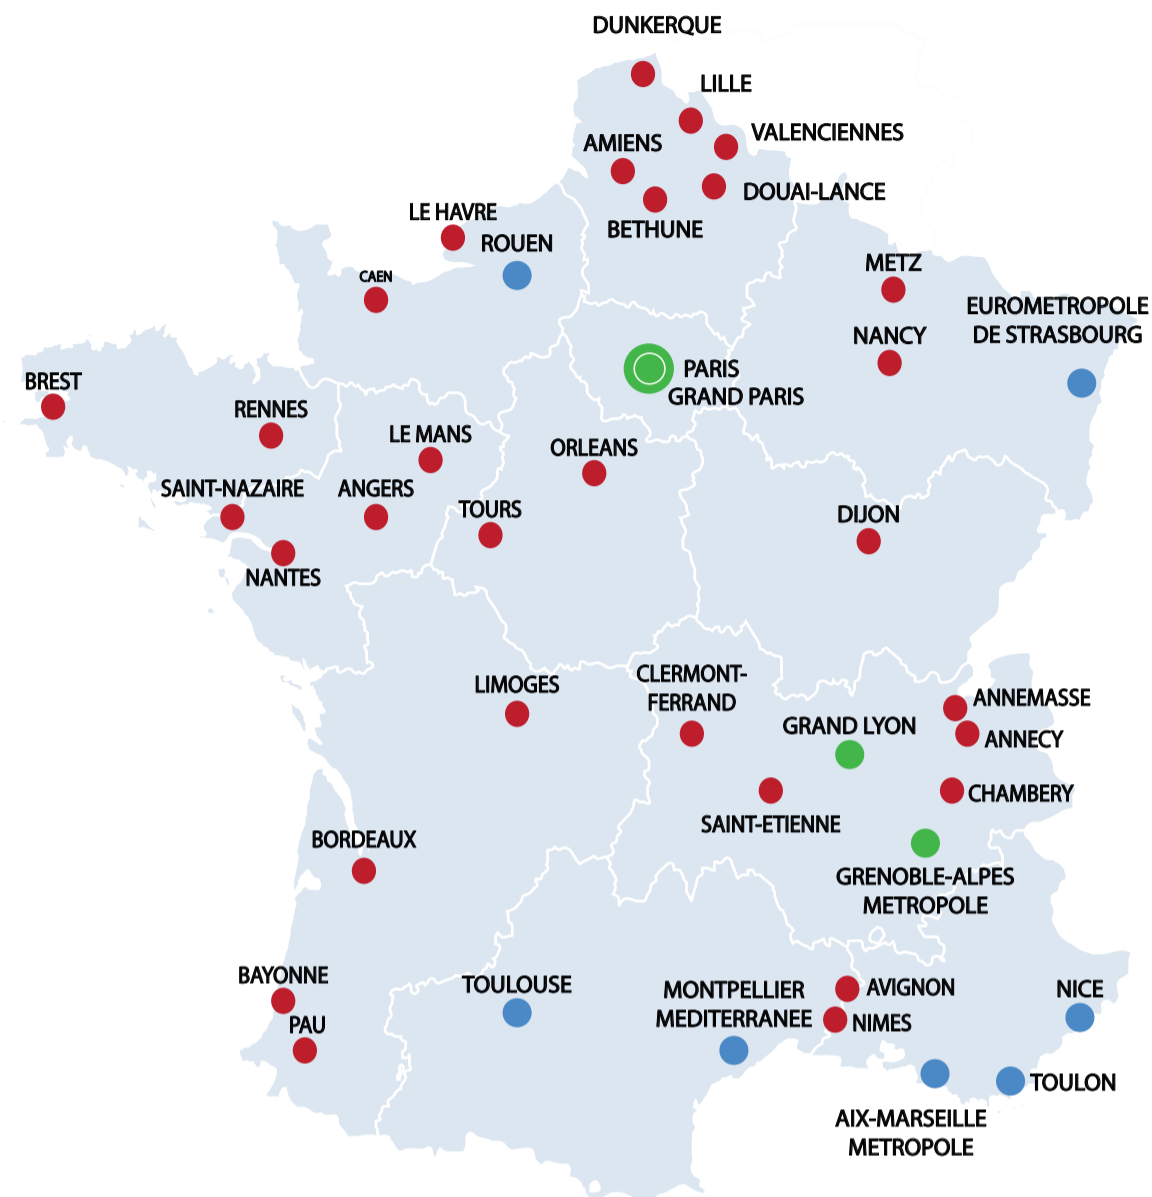 DUNKERQUE
LILLE
VALENCIENNES
AMIENS
DOUAI-LANCE
BETHUNE
LE HAVRE
ROUEN
CAEN
METZ
EUROMETROPOLE
DE STRASBOURG
NANCY
PARIS
GRAND PARIS
BREST
RENNES
LE MANS
ORLEANS
SAINT-NAZAIRE
ANGERS
TOURS
DIJON
NANTES
LIMOGES
CLERMONT-
FERRAND
GRAND LYON
ANNEMASSE
ANNECY
CHAMBERY
SAINT-ETIENNE
BORDEAUX
GRENOBLE-ALPES
METROPOLE
BAYONNE
PAU
TOULOUSE
MONTPELLIER
MEDITERRANEE
AVIGNON
NIMES
NICE
TOULON
AIX-MARSEILLE
METROPOLE